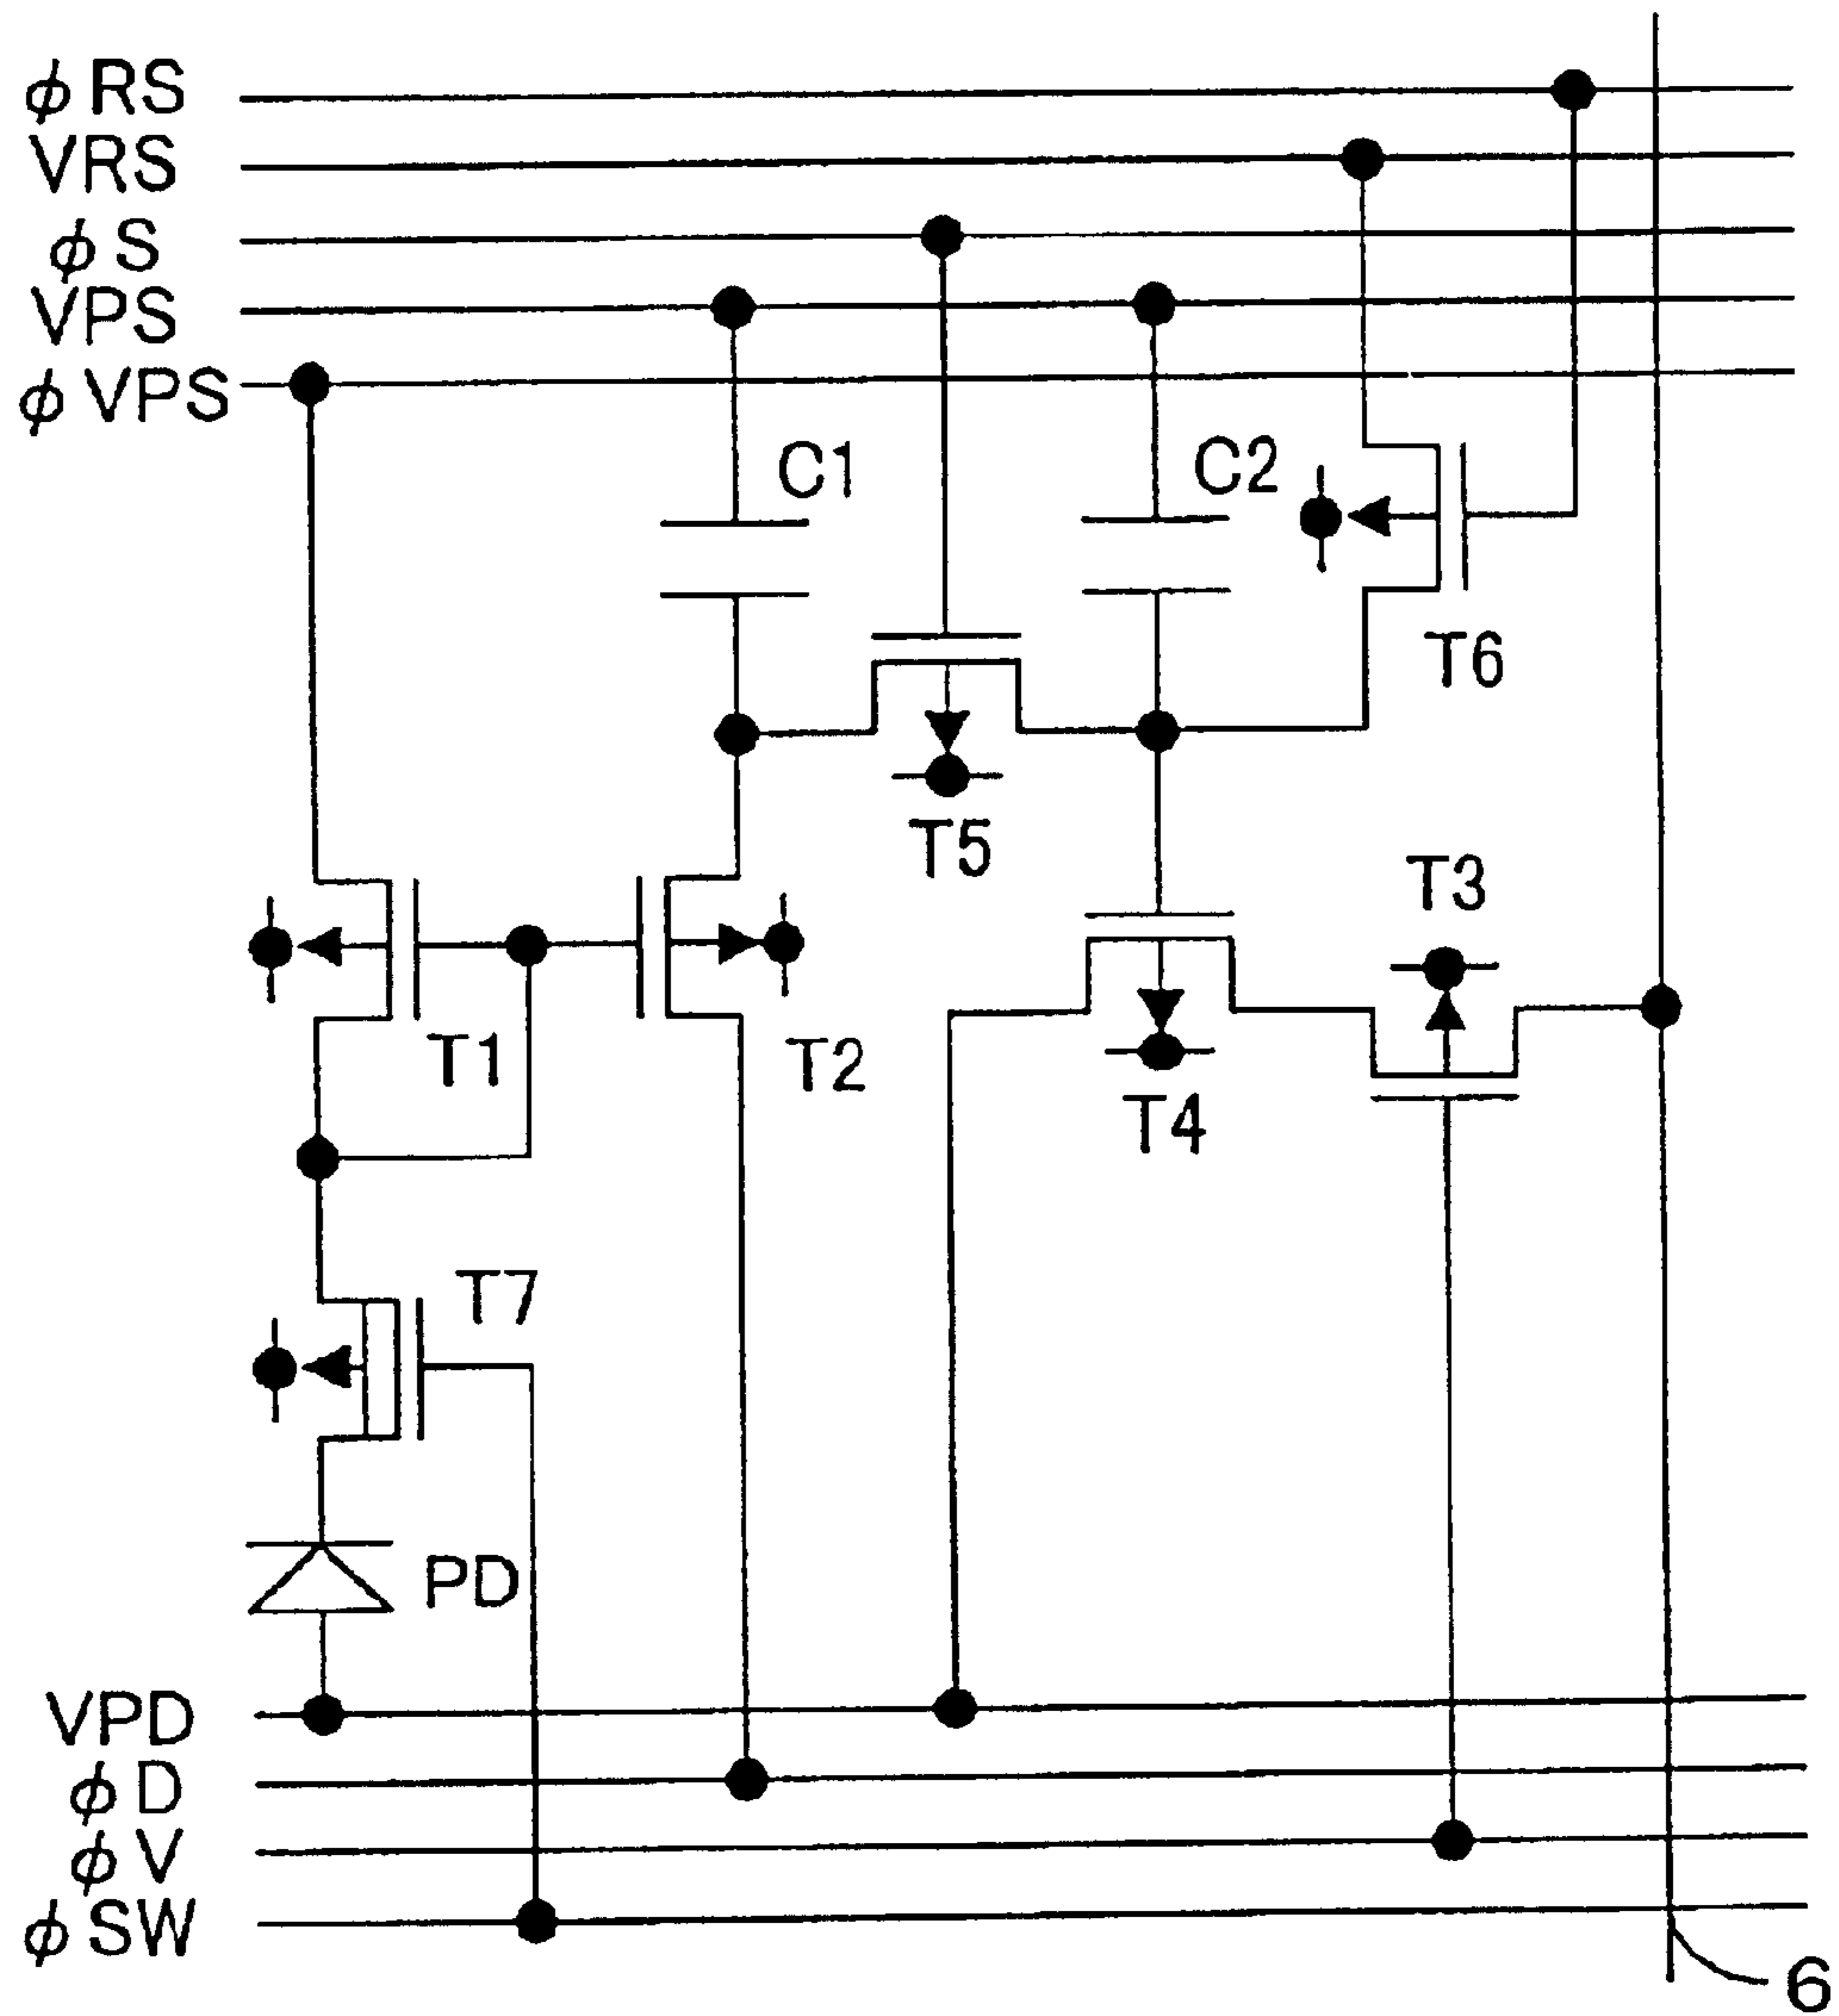 φRS
VRS
φS
VPS
φVPS
C1
C2
T6
T5
T3
T1
T2
T4
T7
PD
VPD
φD
φV
φSW
6